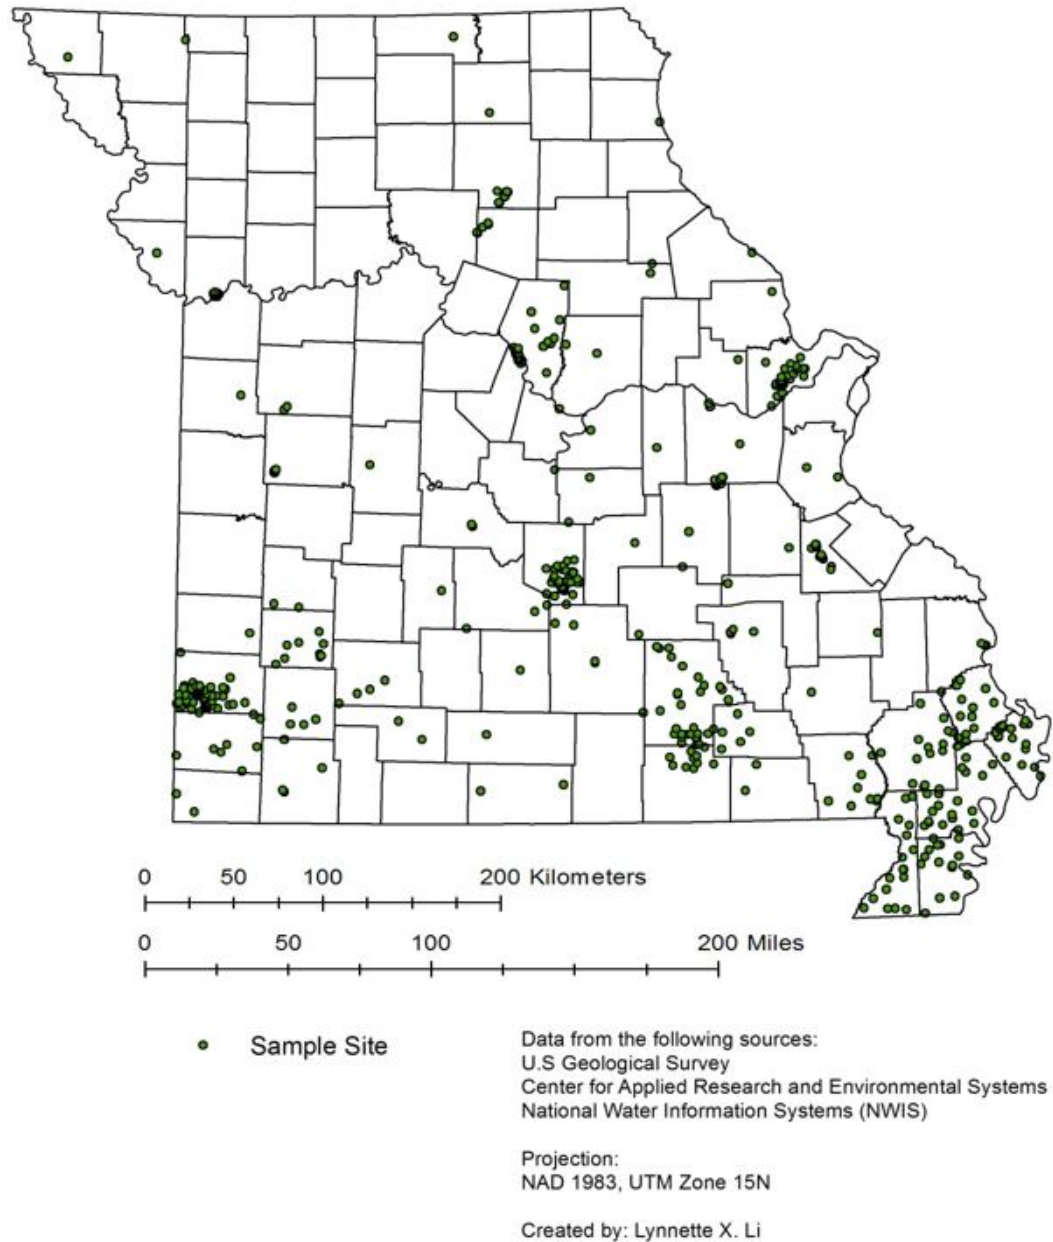 0 50 100 200 Kilometers
0 50 100 200 Miles
Sample Site
Data from the following sources:
U.S Geological Survey
Center for Applied Research and Environmental Systems
National Water Information Systems (NWIS)
Projection:
NAD 1983, UTM Zone 15N
Created by: Lynnette X. Li